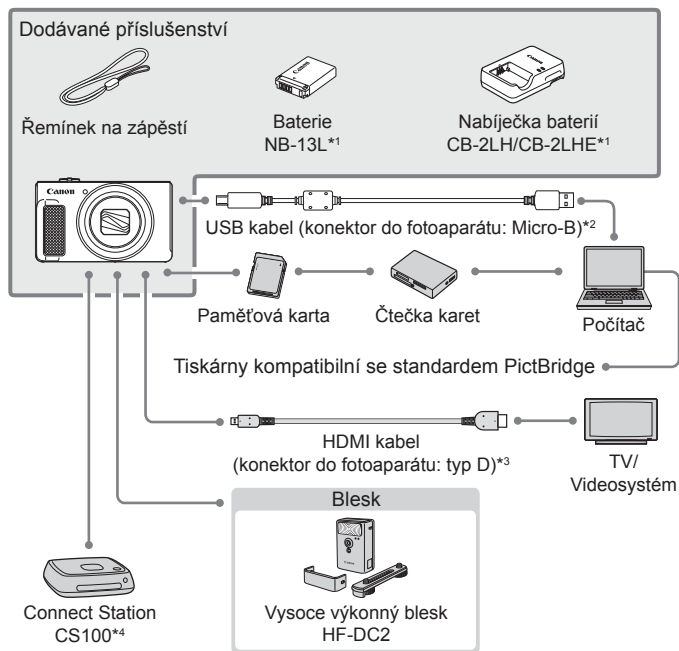 Dodávané příslušenství
Řemínek na zápěstí
Baterie
NB-13L*1
Nabíječka baterií
CB-2LH/CB-2LHE*1
Canon
USB kabel (konektor do fotoaparátu: Micro-B)*2
Paměťová karta
Čtečka karet
Počítač
Tiskárny kompatibilní se standardem PictBridge
HDMI kabel
(konektor do fotoaparátu: typ D)*3
TV/
Videosystém
Blesk
Vysoce výkonný blesk
HF-DC2
Connect Station
CS100*4